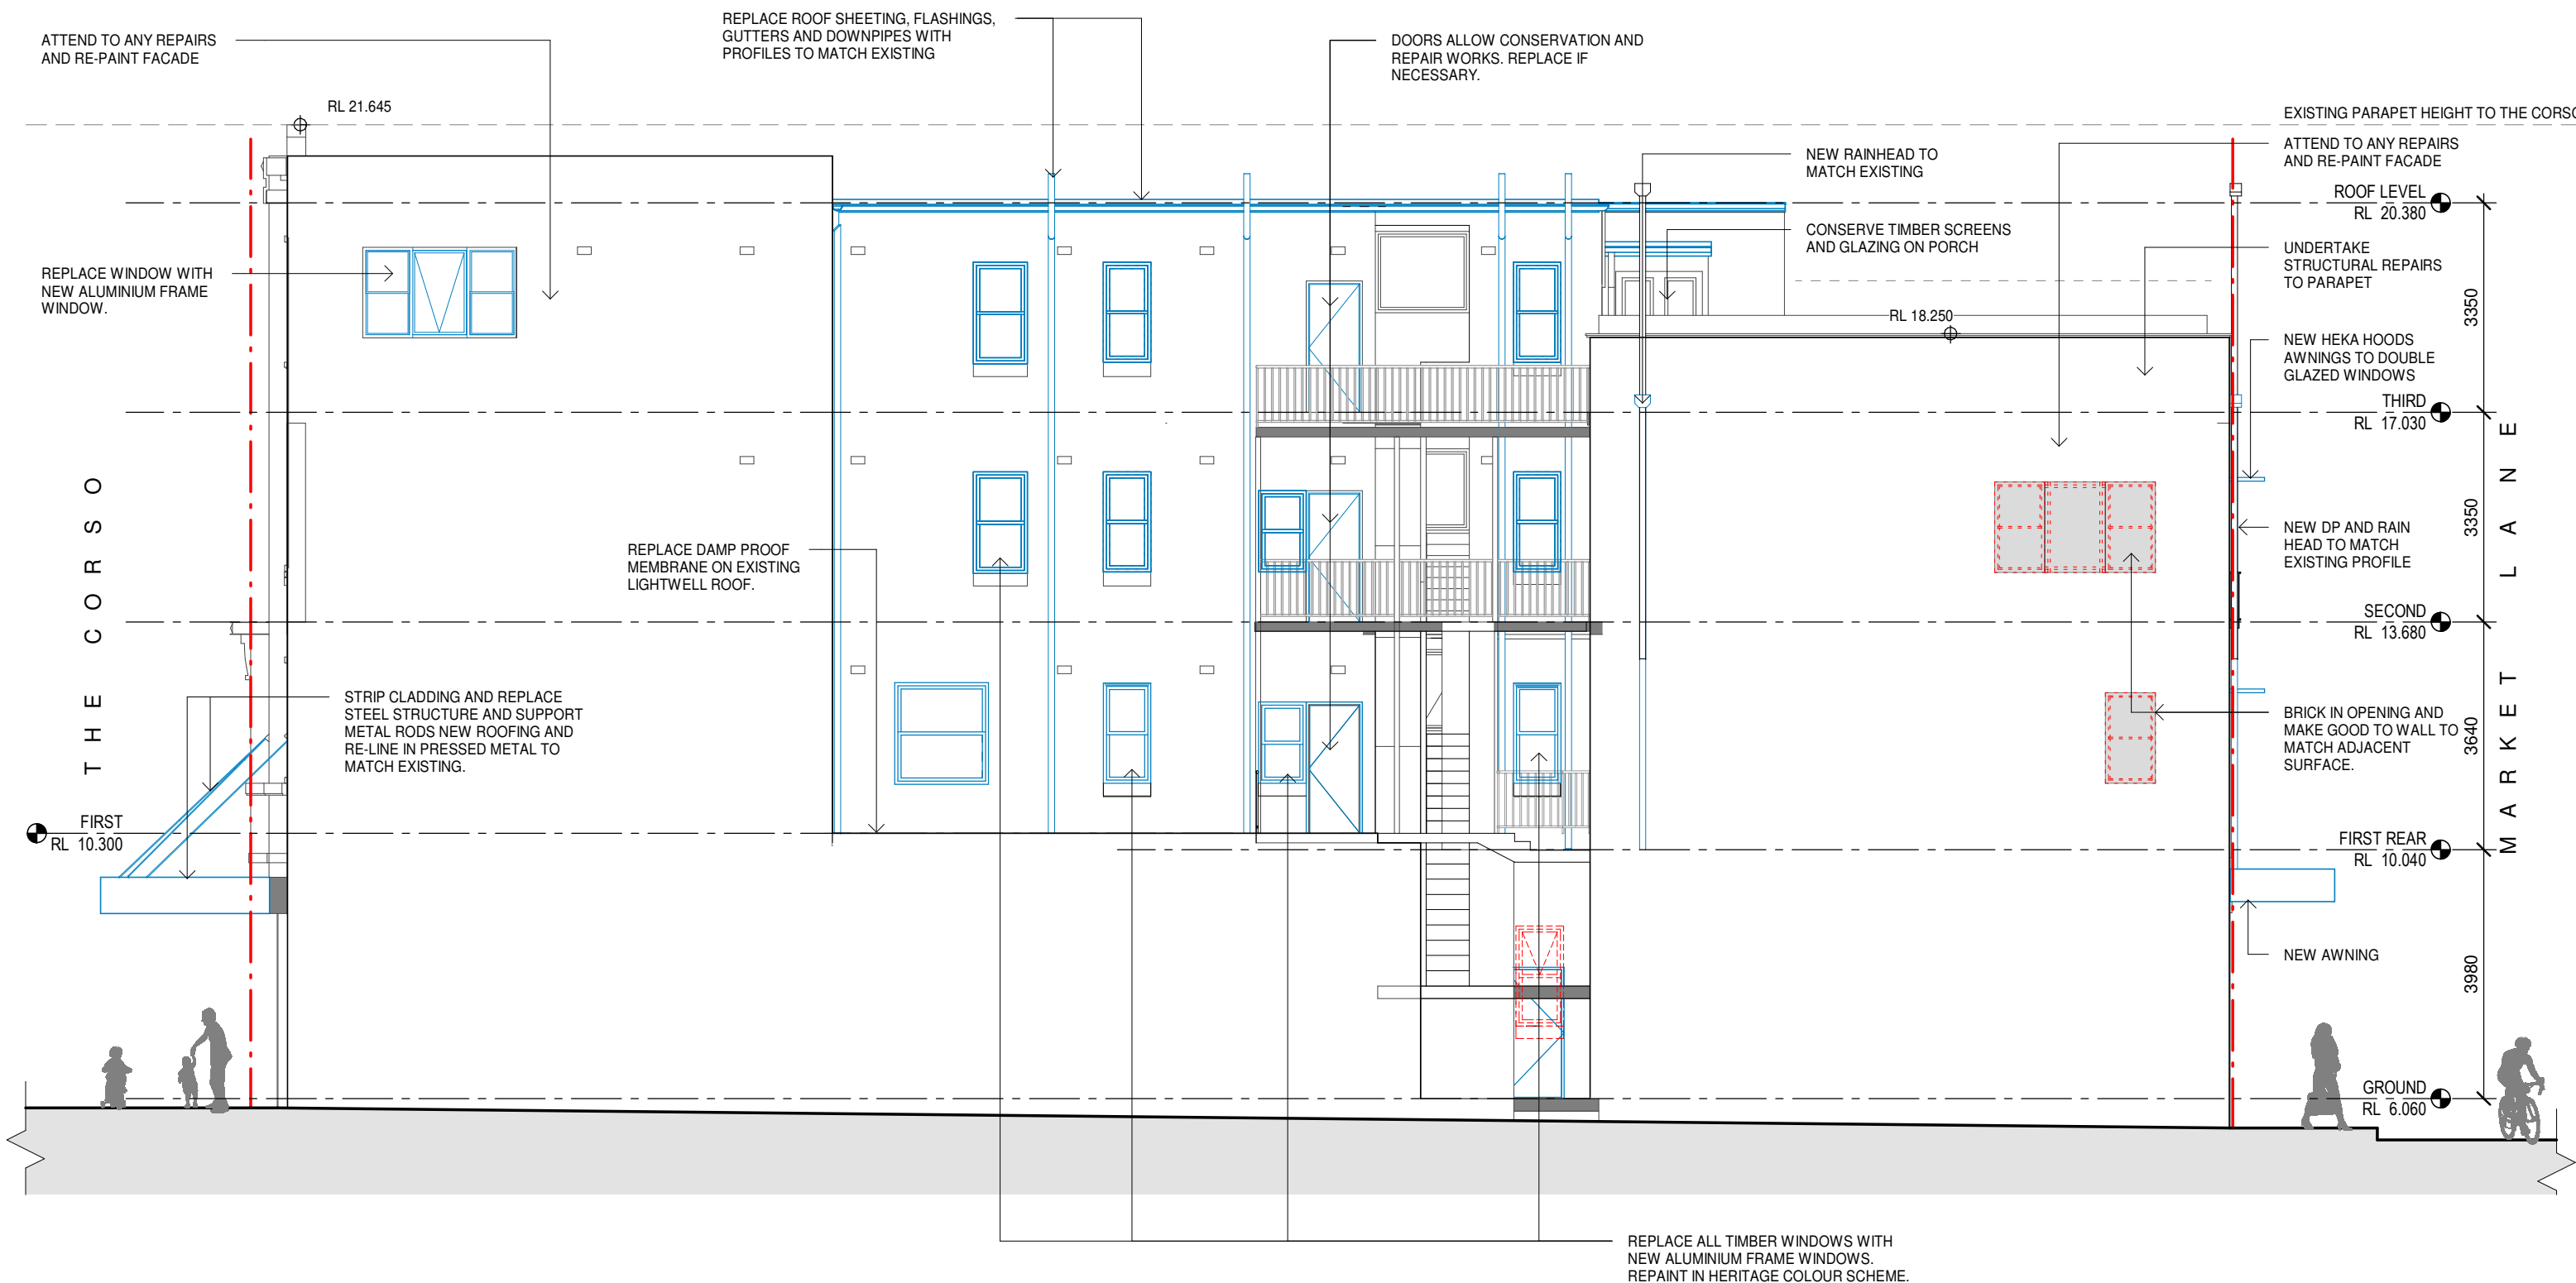 ATTEND TO ANY REPAIRS
AND RE-PAINT FACADE
REPLACE ROOF SHEETING, FLASHINGS,
GUTTERS AND DOWNPIPES WITH
PROFILES TO MATCH EXISTING
DOORS ALLOW CONSERVATION AND
REPAIR WORKS. REPLACE IF
NECESSARY.
RL 21.645
EXISTING PARAPET HEIGHT TO THE CORSO
ATTEND TO ANY REPAIRS
AND RE-PAINT FACADE
NEW RAINHEAD TO
MATCH EXISTING
ROOF LEVEL
RL 20.380
CONSERVE TIMBER SCREENS
AND GLAZING ON PORCH
UNDERTAKE
STRUCTURAL REPAIRS
TO PARAPET
REPLACE WINDOW WITH
NEW ALUMINIUM FRAME
WINDOW.
3350
RL 18.250
NEW HEKA HOODS
AWNINGS TO DOUBLE
GLAZED WINDOWS
THIRD
RL 17.030
THE CORSO
MARKET LANE
3350
REPLACE DAMP PROOF
MEMBRANE ON EXISTING
LIGHTWELL ROOF.
NEW DP AND RAIN
HEAD TO MATCH
EXISTING PROFILE
SECOND
RL 13.680
STRIP CLADDING AND REPLACE
STEEL STRUCTURE AND SUPPORT
METAL RODS NEW ROOFING AND
RE-LINE IN PRESSED METAL TO
MATCH EXISTING.
BRICK IN OPENING AND
MAKE GOOD TO WALL TO
MATCH ADJACENT
SURFACE.
3640
FIRST
RL 10.300
FIRST REAR
RL 10.040
NEW AWNING
3980
GROUND
RL 6.060
REPLACE ALL TIMBER WINDOWS WITH
NEW ALUMINIUM FRAME WINDOWS.
REPAINT IN HERITAGE COLOUR SCHEME.